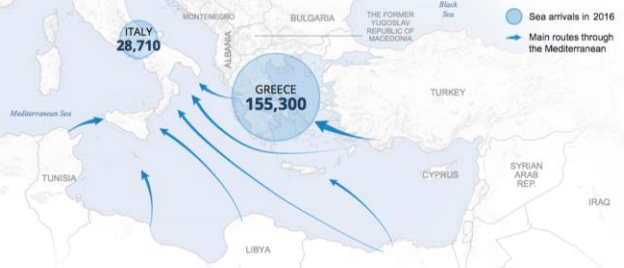 MONTENEGRO
BULGARIA
THE FORMER
YUGOSLAV
REPUBLIC OF
MACEDONIA
Black
Sea
Sea arrivals in 2016
Main routes through
the Mediterranean
ITALY
28,710
ALBANIA
GREECE
155,300
TURKEY
Mediterranean Sea
TUNISIA
CYPRUS
SYRIAN
ARAB
REP.
IRAQ
LIBYA